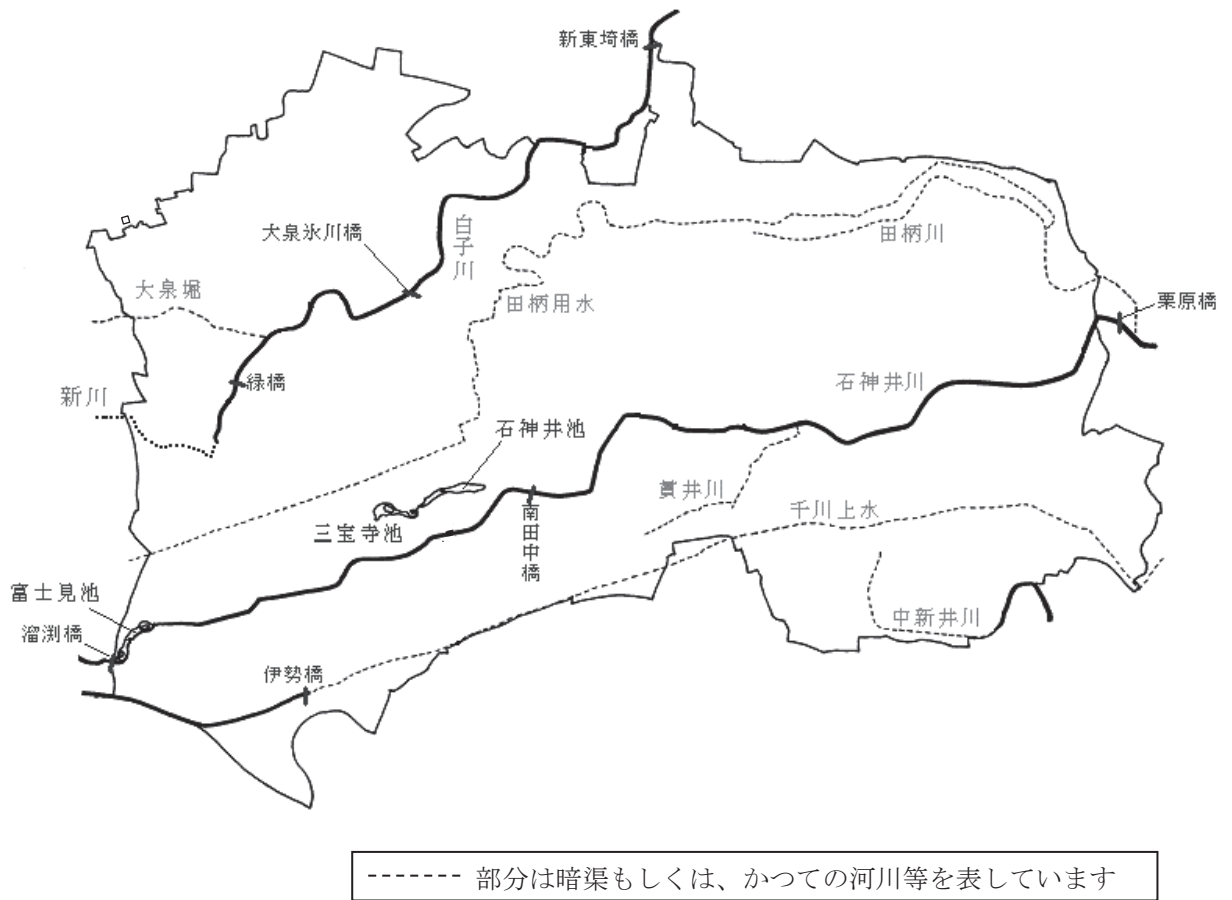 新東埼橋
大泉氷川橋
白子川
田柄川
大泉堀
田柄用水
栗原橋
新川
緑橋
石神井川
石神井池
貫井川
千川上水
三宝寺池
南田中橋
富士見池
溜渕橋
中新井川
伊勢橋
------- 部分は暗渠もしくは、かつての河川等を表しています